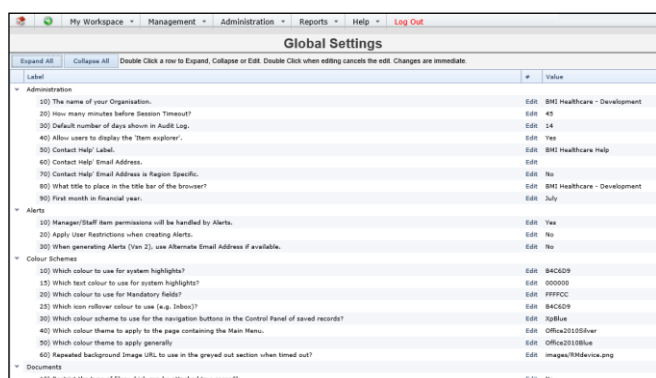 My Workspace Management Administration Reports Help Log Out
Global Settings
Expand All Collapse All Double Click a row to Expand, Collapse or Edit. Double Click when editing cancels the edit. Changes are immediate.
Label # Value
Administration
10) The name of your Organisation. Edit BMI Healthcare - Development
20) How many minutes before Session Timeout? Edit 45
30) Default number of days shown in Audit Log. Edit 14
40) Allow users to display the 'Item explorer'. Edit Yes
50) Contact Help' Label. Edit BMI Healthcare Help
60) Contact Help' Email Address. Edit
70) Contact Help' Email Address is Region Specific. Edit No
80) What title to place in the title bar of the browser? Edit BMI Healthcare - Development
90) First month in financial year. Edit July
Alerts
10) Manager/Staff item permissions will be handled by Alerts. Edit Yes
20) Apply User Restrictions when creating Alerts. Edit No
30) When generating Alerts (Vsn 2), use Alternate Email Address if available. Edit No
Colour Schemes
10) Which colour to use for system highlights? Edit B4C6D9
15) Which text colour to use for system highlights? Edit 000000
20) Which colour to use for Mandatory fields? Edit FFFFCC
25) Which icon rollover colour to use (e.g. Inbox)? Edit B4C6D9
30) Which colour scheme to use for the navigation buttons in the Control Panel of saved records? Edit XpBlue
40) Which colour theme to apply to the page containing the Main Menu. Edit Office2010Silver
50) Which colour theme to apply generally Edit Office2010Blue
60) Repeated background Image URL to use in the greyed out section when timed out? Edit images/RMdevice.png
Documents